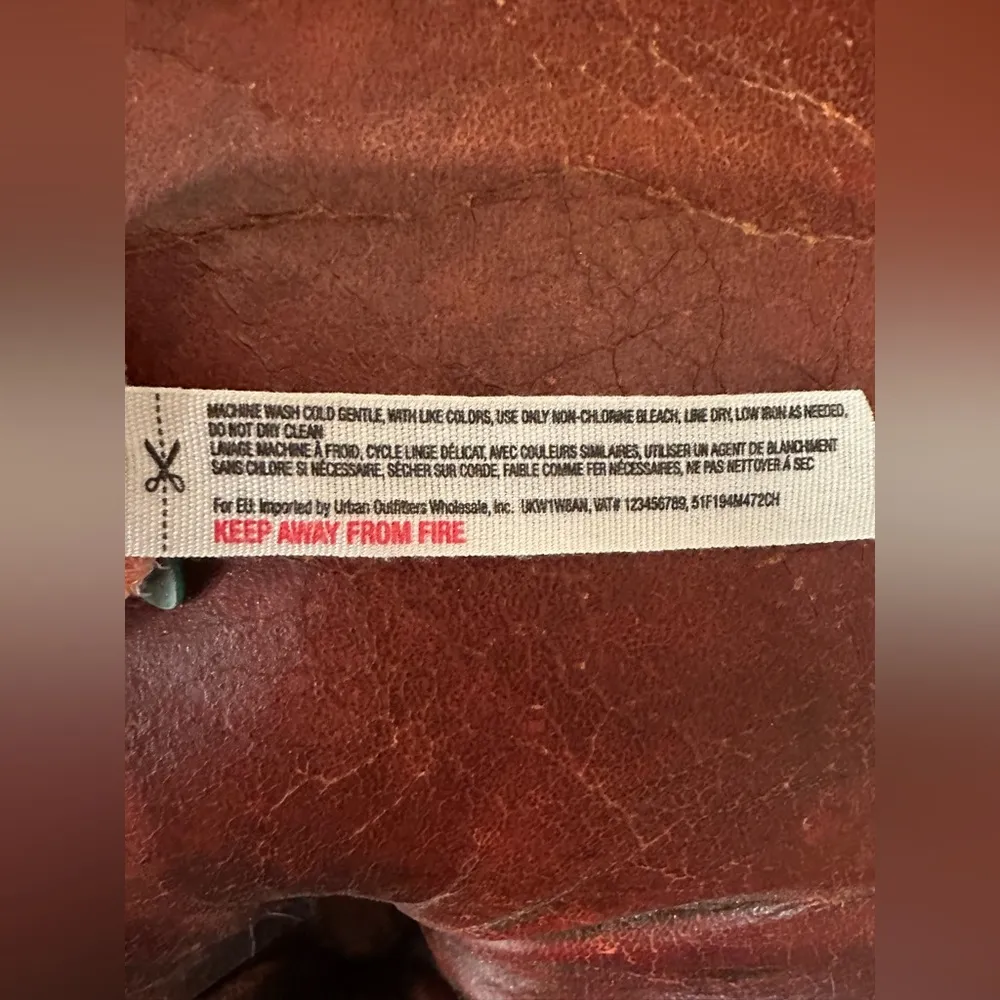 MACHINE WASH COLD GENTLE, WITH LIKE COLORS, USE ONLY NON-CHLORINE BLEACH, LINE DRY, LOW IRON AS NEEDED,
DO NOT DRY CLEAN
LAVAGE MACHINE À FROID, CYCLE LINGE DÉLICAT, AVEC COULEURS SIMILAIRES, UTILISER UN AGENT DE BLANCHIMENT
SANS CHLORE SI NÉCESSAIRE, SÉCHER SUR CORDE, FAIBLE COMME FER NÉCESSAIRES, NE PAS NETTOYER Á SEC
For EU: Imported by Urban Outfitters Wholesale, Inc. UKW1W8AN, VAT# 123456789, 51F194M472CH
KEEP AWAY FROM FIRE